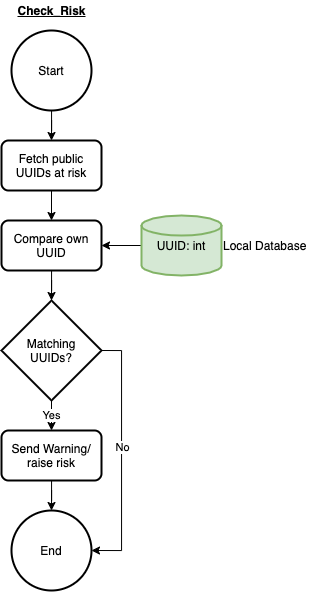 Check_Risk
Start
Fetch public
UUIDs at risk
Compare own
UUID
UUID: int
Local Database
Matching
UUIDs?
Yes
No
Send Warning/
raise risk
End